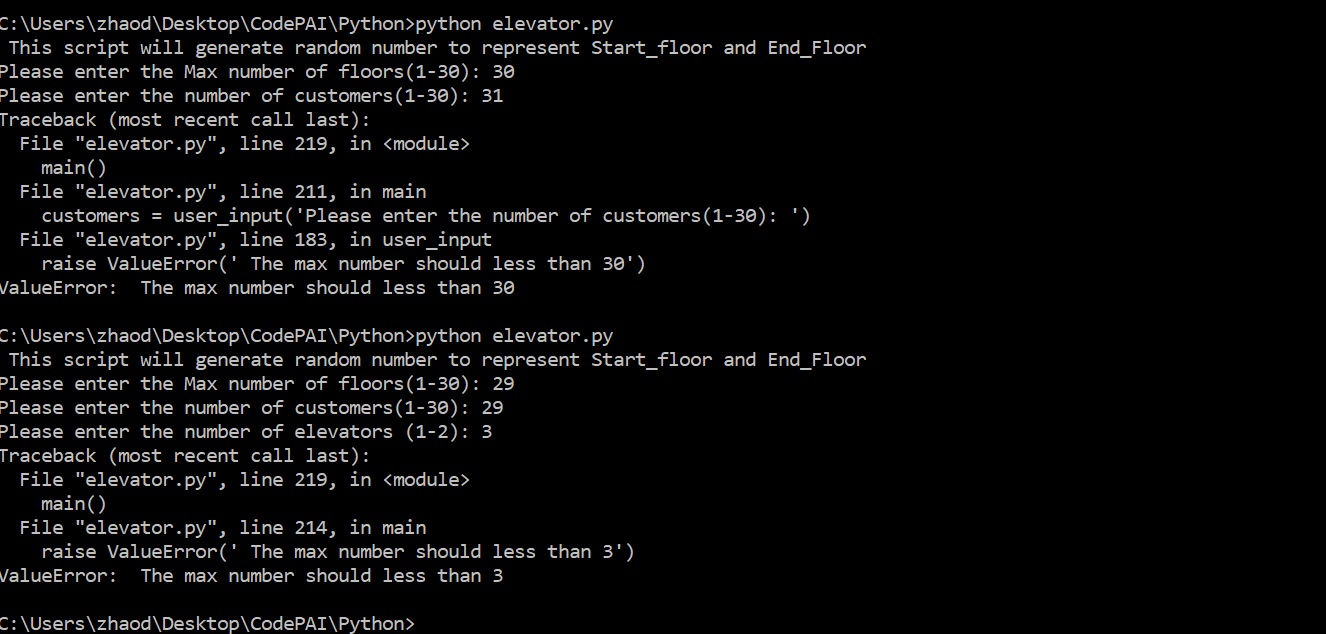 C:\Users\zhaod\Desktop\CodePAI\Python>python elevator.py
 This script will generate random number to represent Start_floor and End_Floor
Please enter the Max number of floors(1-30): 30
Please enter the number of customers(1-30): 31
Traceback (most recent call last):
  File "elevator.py", line 219, in <module>
    main()
  File "elevator.py", line 211, in main
    customers = user_input('Please enter the number of customers(1-30): ')
  File "elevator.py", line 183, in user_input
    raise ValueError(' The max number should less than 30')
ValueError:  The max number should less than 30

C:\Users\zhaod\Desktop\CodePAI\Python>python elevator.py
 This script will generate random number to represent Start_floor and End_Floor
Please enter the Max number of floors(1-30): 29
Please enter the number of customers(1-30): 29
Please enter the number of elevators (1-2): 3
Traceback (most recent call last):
  File "elevator.py", line 219, in <module>
    main()
  File "elevator.py", line 214, in main
    raise ValueError(' The max number should less than 3')
ValueError:  The max number should less than 3

C:\Users\zhaod\Desktop\CodePAI\Python>